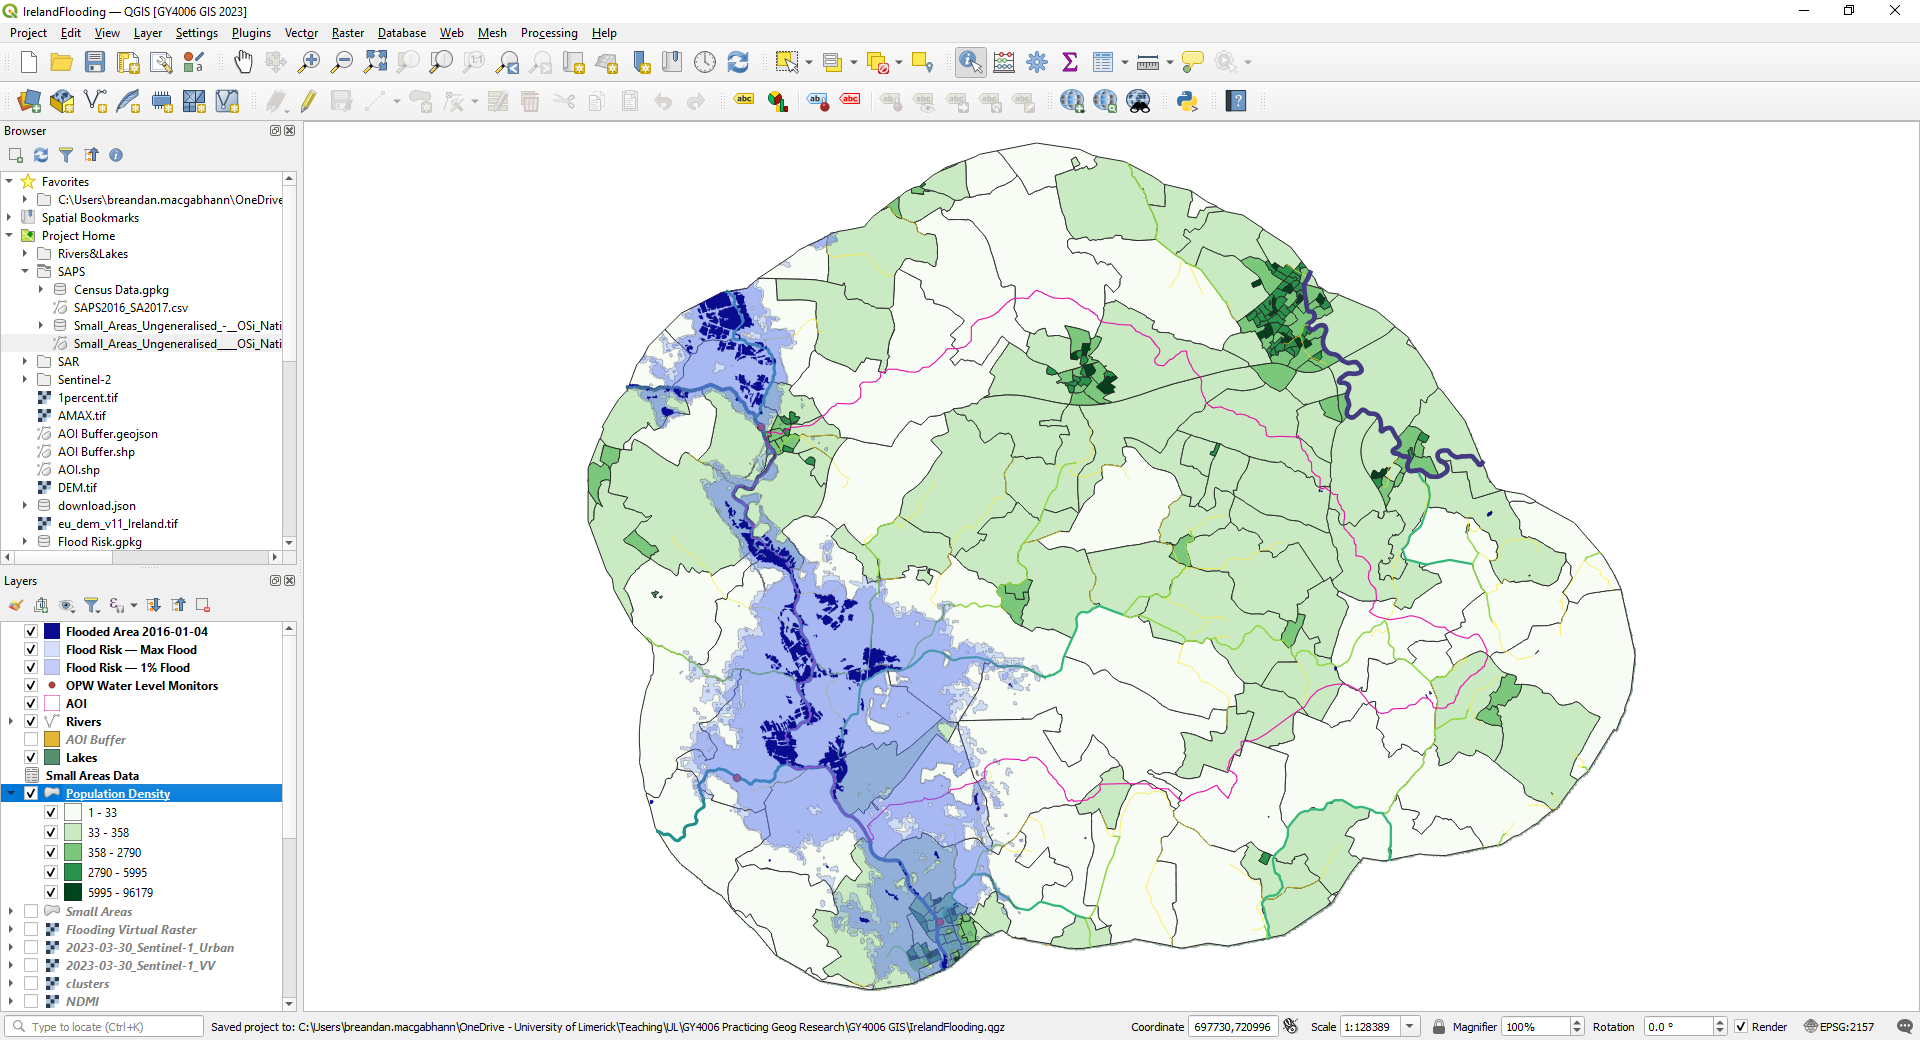 IrelandFlooding — QGIS [GY4006 GIS 2023]
Project Edit View Layer Settings Plugins Vector Raster Database Web Mesh Processing Help
1:1
abc abc abc
Browser
Favorites
C:\Users\breandan.macgabhann\OneDrive
Spatial Bookmarks
Project Home
Rivers&Lakes
SAPS
Census Data.gpkg
SAPS2016_SA2017.csv
Small_Areas_Ungeneralised_-__OSi_Nati
Small_Areas_Ungeneralised___OSi_Nati
SAR
Sentinel-2
1percent.tif
AMAX.tif
AOI Buffer.geojson
AOI Buffer.shp
AOI.shp
DEM.tif
download.json
eu_dem_v11_Ireland.tif
Flood Risk.gpkg
Layers
Flooded Area 2016-01-04
Flood Risk — Max Flood
Flood Risk — 1% Flood
OPW Water Level Monitors
AOI
Rivers
AOI Buffer
Lakes
Small Areas Data
Population Density
1 - 33
33 - 358
358 - 2790
2790 - 5995
5995 - 96179
Small Areas
Flooding Virtual Raster
2023-03-30_Sentinel-1_Urban
2023-03-30_Sentinel-1_VV
clusters
NDMI
Type to locate (Ctrl+K) Saved project to: C:\Users\breandan.macgabhann\OneDrive - University of Limerick\Teaching\UL\GY4006 Practicing Geog Research\GY4006 GIS\IrelandFlooding.qgz Coordinate 697730,720996 Scale 1:128389 Magnifier 100% Rotation 0.0 ° Render EPSG:2157